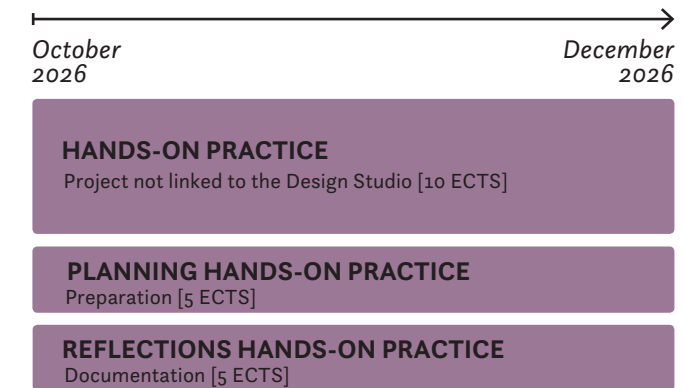 October
2026
December
2026
HANDS-ON PRACTICE
Project not linked to the Design Studio [10 ECTS]
PLANNING HANDS-ON PRACTICE
Preparation [5 ECTS]
REFLECTIONS HANDS-ON PRACTICE
Documentation [5 ECTS]